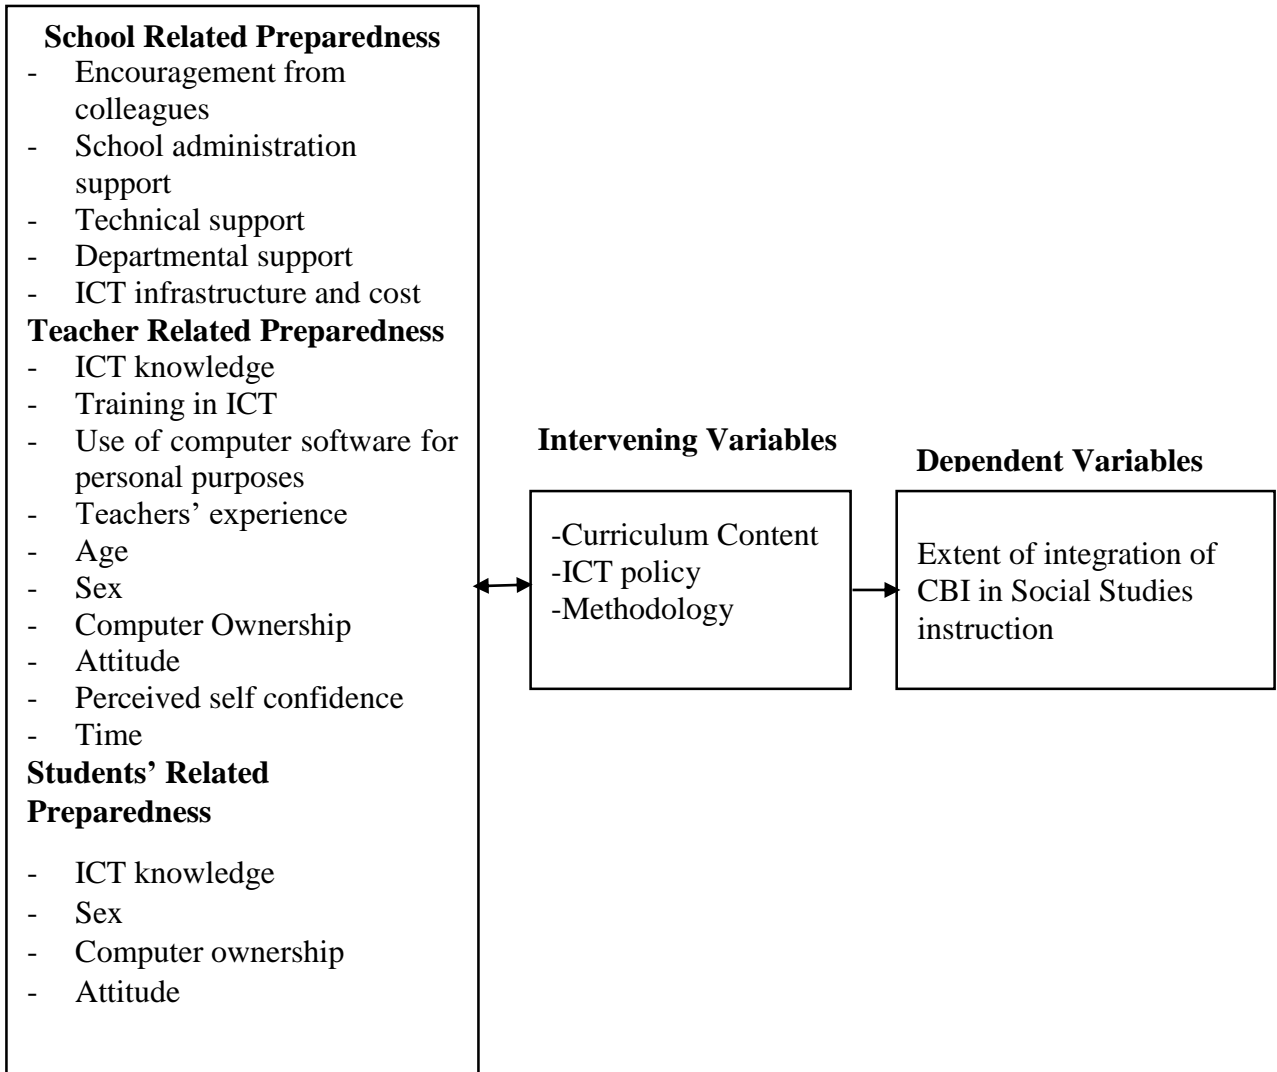 School Related Preparedness
- Encouragement from
colleagues
- School administration
support
- Technical support
- Departmental support
- ICT infrastructure and cost
Teacher Related Preparedness
- ICT knowledge
- Training in ICT
- Use of computer software for
personal purposes
- Teachers’ experience
- Age
- Sex
- Computer Ownership
- Attitude
- Perceived self confidence
- Time
Students’ Related
Preparedness
- ICT knowledge
- Sex
- Computer ownership
- Attitude
Intervening Variables
-Curriculum Content
-ICT policy
-Methodology
Dependent Variables
Extent of integration of
CBI in Social Studies
instruction